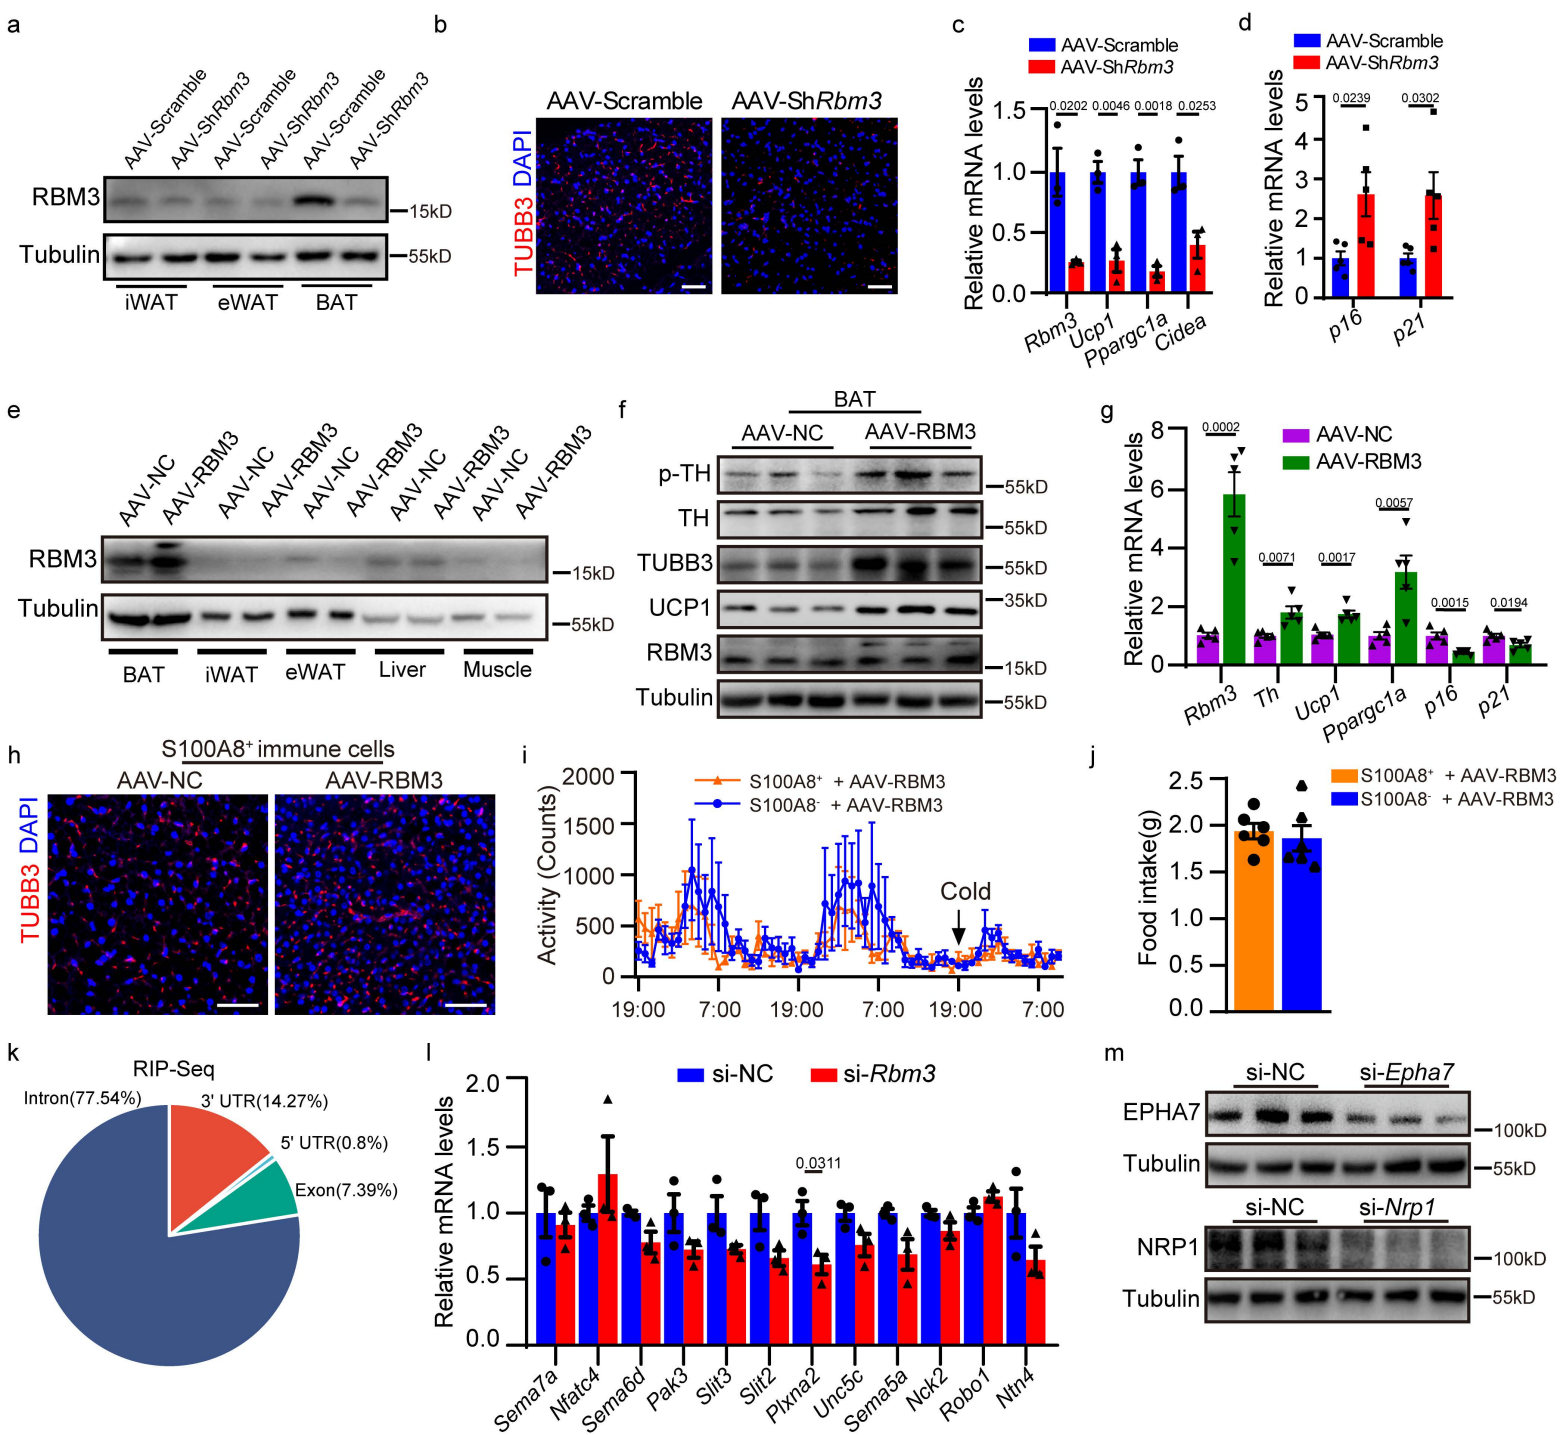 a
AAV-Scramble
AAV-ShRbm3
AAV-Scramble
AAV-ShRbm3
AAV-Scramble
AAV-ShRbm3
RBM3
15kD
Tubulin
55kD
iWAT
eWAT
BAT
b
AAV-Scramble
AAV-ShRbm3
TUBB3 DAPI
c
AAV-Scramble
AAV-ShRbm3
Relative mRNA levels
1.5
1.0
0.5
0.0
0.0202
0.0046
0.0018
0.0253
Rbm3
Ucp1
Ppargc1a
Cidea
d
AAV-Scramble
AAV-ShRbm3
Relative mRNA levels
5
4
3
2
1
0
0.0239
0.0302
p16
p21
e
AAV-NC
AAV-RBM3
AAV-NC
AAV-RBM3
AAV-NC
AAV-RBM3
AAV-NC
AAV-RBM3
AAV-NC
AAV-RBM3
RBM3
15kD
Tubulin
55kD
BAT
iWAT
eWAT
Liver
Muscle
f
BAT
AAV-NC
AAV-RBM3
p-TH
55kD
TH
55kD
TUBB3
55kD
UCP1
35kD
RBM3
15kD
Tubulin
55kD
g
AAV-NC
AAV-RBM3
Relative mRNA levels
8
6
4
2
0
0.0002
0.0071
0.0017
0.0057
0.0015
0.0194
Rbm3
Th
Ucp1
Ppargc1a
p16
p21
h
S100A8+ immune cells
AAV-NC
AAV-RBM3
TUBB3 DAPI
i
S100A8+ + AAV-RBM3
S100A8- + AAV-RBM3
Activity (Counts)
2000
1500
1000
500
0
Cold
19:00
7:00
19:00
7:00
19:00
7:00
j
S100A8+ + AAV-RBM3
S100A8- + AAV-RBM3
Food intake(g)
2.5
2.0
1.5
1.0
0.5
0.0
k
RIP-Seq
Intron(77.54%)
3' UTR(14.27%)
5' UTR(0.8%)
Exon(7.39%)
l
si-NC
si-Rbm3
Relative mRNA levels
2.0
1.5
1.0
0.5
0.0
0.0311
Sema7a
Nfatc4
Sema6d
Pak3
Slit3
Slit2
Plxna2
Unc5c
Sema5a
Nck2
Robo1
Ntn4
m
si-NC
si-Epha7
EPHA7
100kD
Tubulin
55kD
si-NC
si-Nrp1
NRP1
100kD
Tubulin
55kD